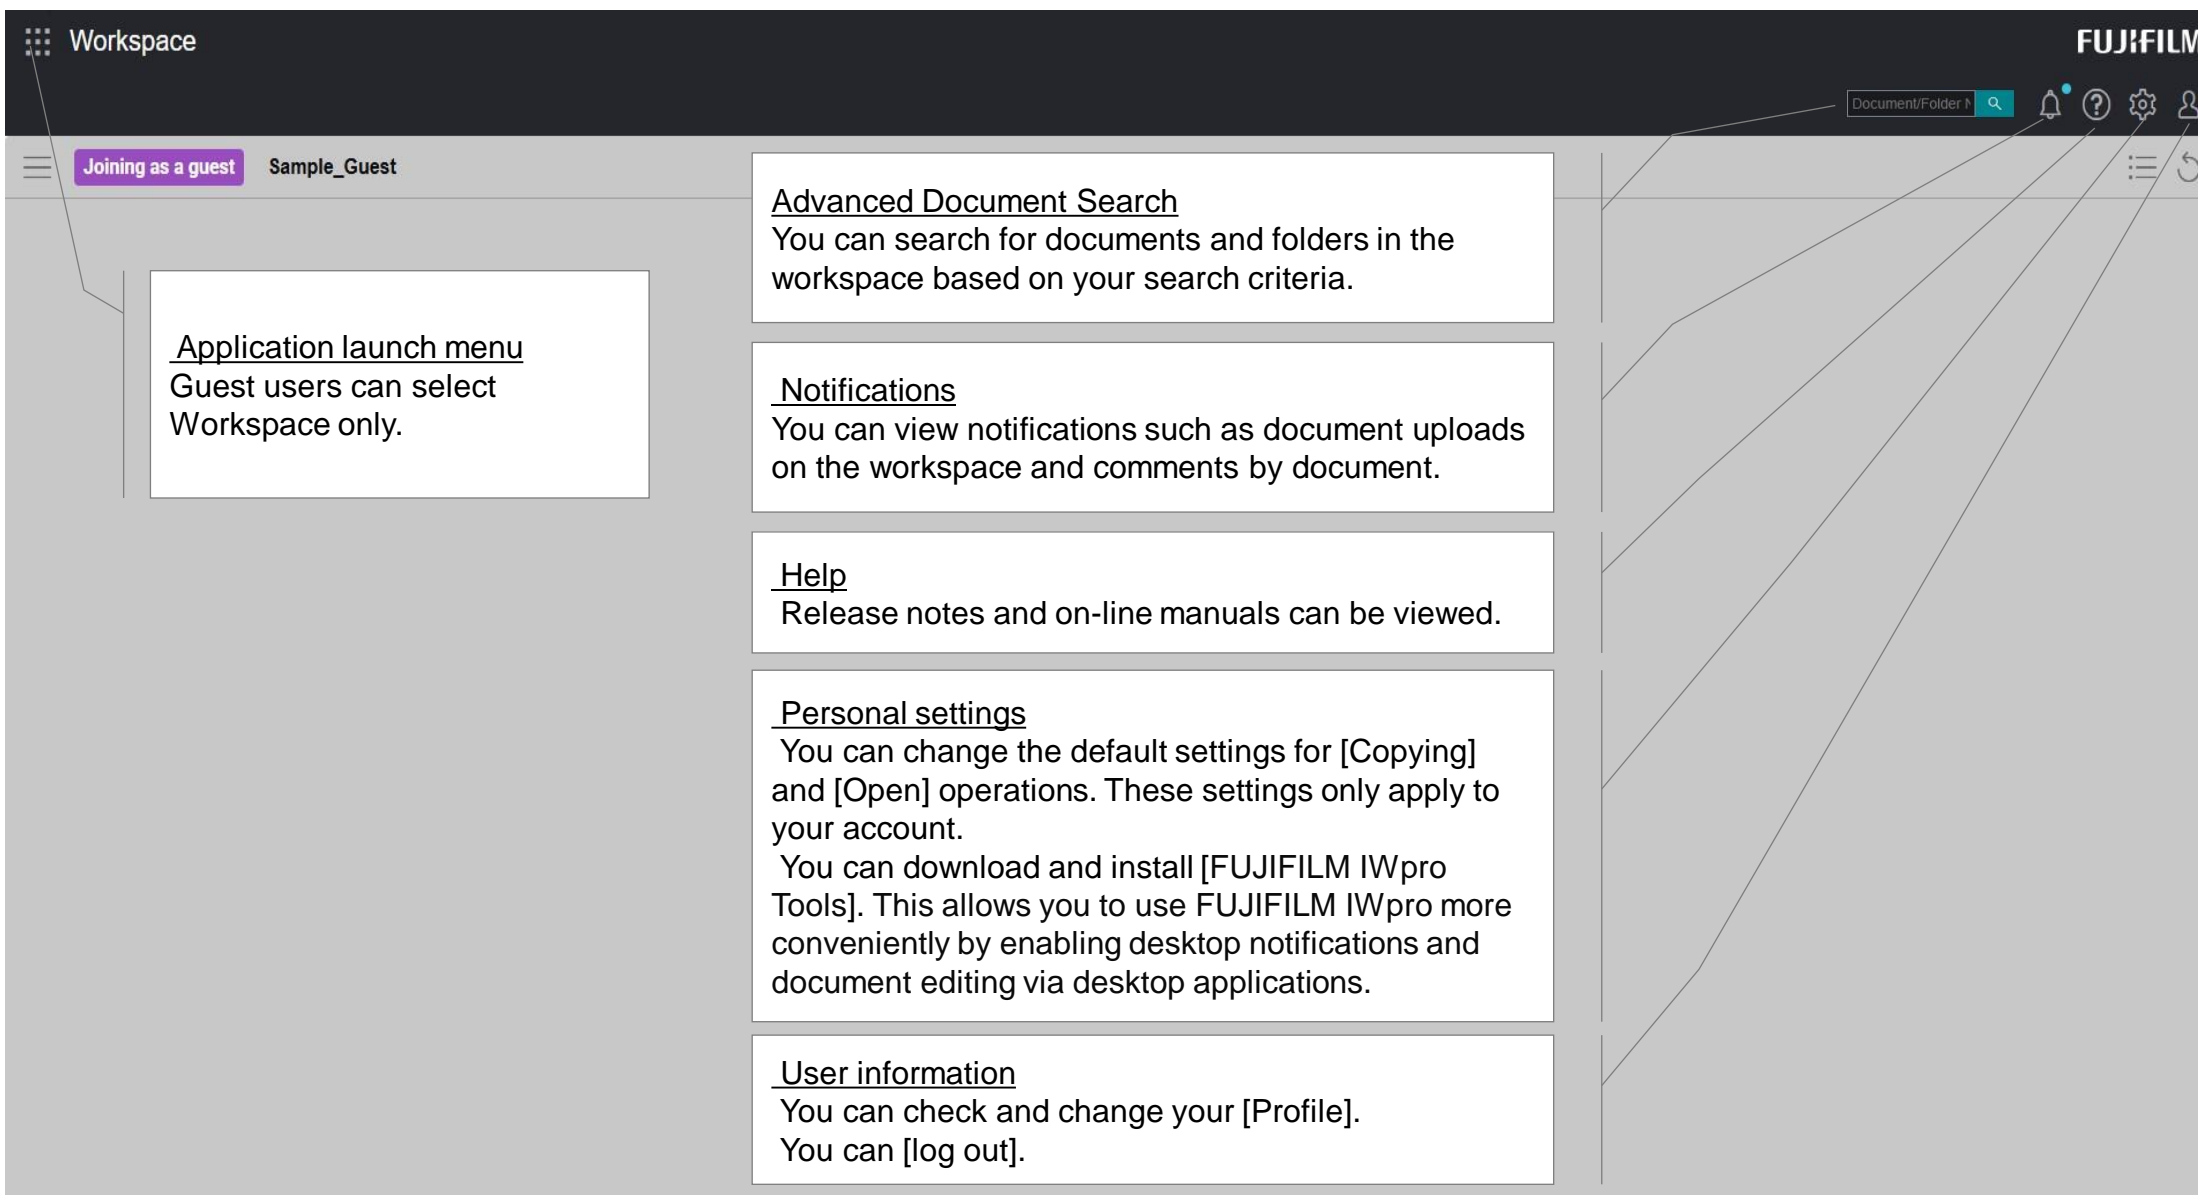 Workspace
FUJIFILM
Document/Folder N
Joining as a guest
Sample_Guest
Advanced Document Search
You can search for documents and folders in the
workspace based on your search criteria.
Application launch menu
Guest users can select
Workspace only.
Notifications
You can view notifications such as document uploads
on the workspace and comments by document.
Help
Release notes and on-line manuals can be viewed.
Personal settings
You can change the default settings for [Copying]
and [Open] operations. These settings only apply to
your account.
You can download and install [FUJIFILM IWpro
Tools]. This allows you to use FUJIFILM IWpro more
conveniently by enabling desktop notifications and
document editing via desktop applications.
User information
You can check and change your [Profile].
You can [log out].